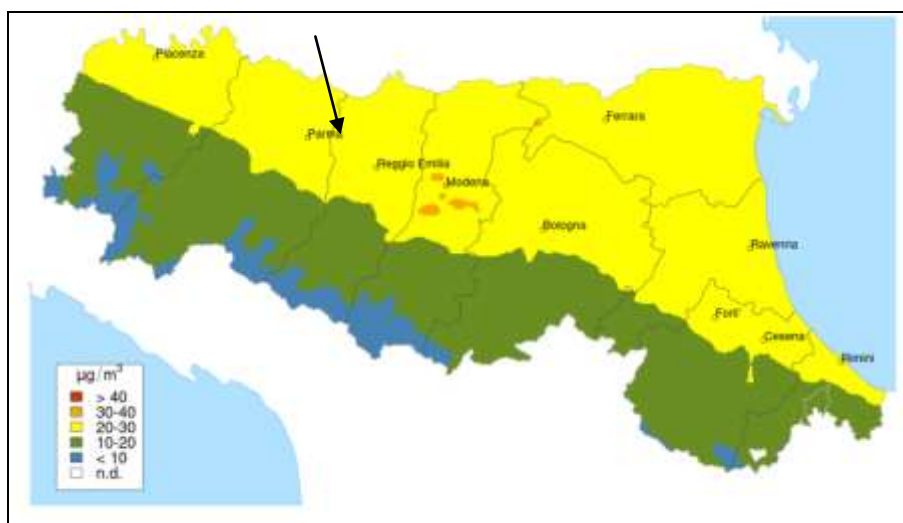 Piacenza
Ferrara
Parma
Reggio Emilia
Modena
Bologna
Ravenna
Forlì'
Cesena
Rimini
µg/m³
> 40
30-40
20-30
10-20
< 10
n.d.